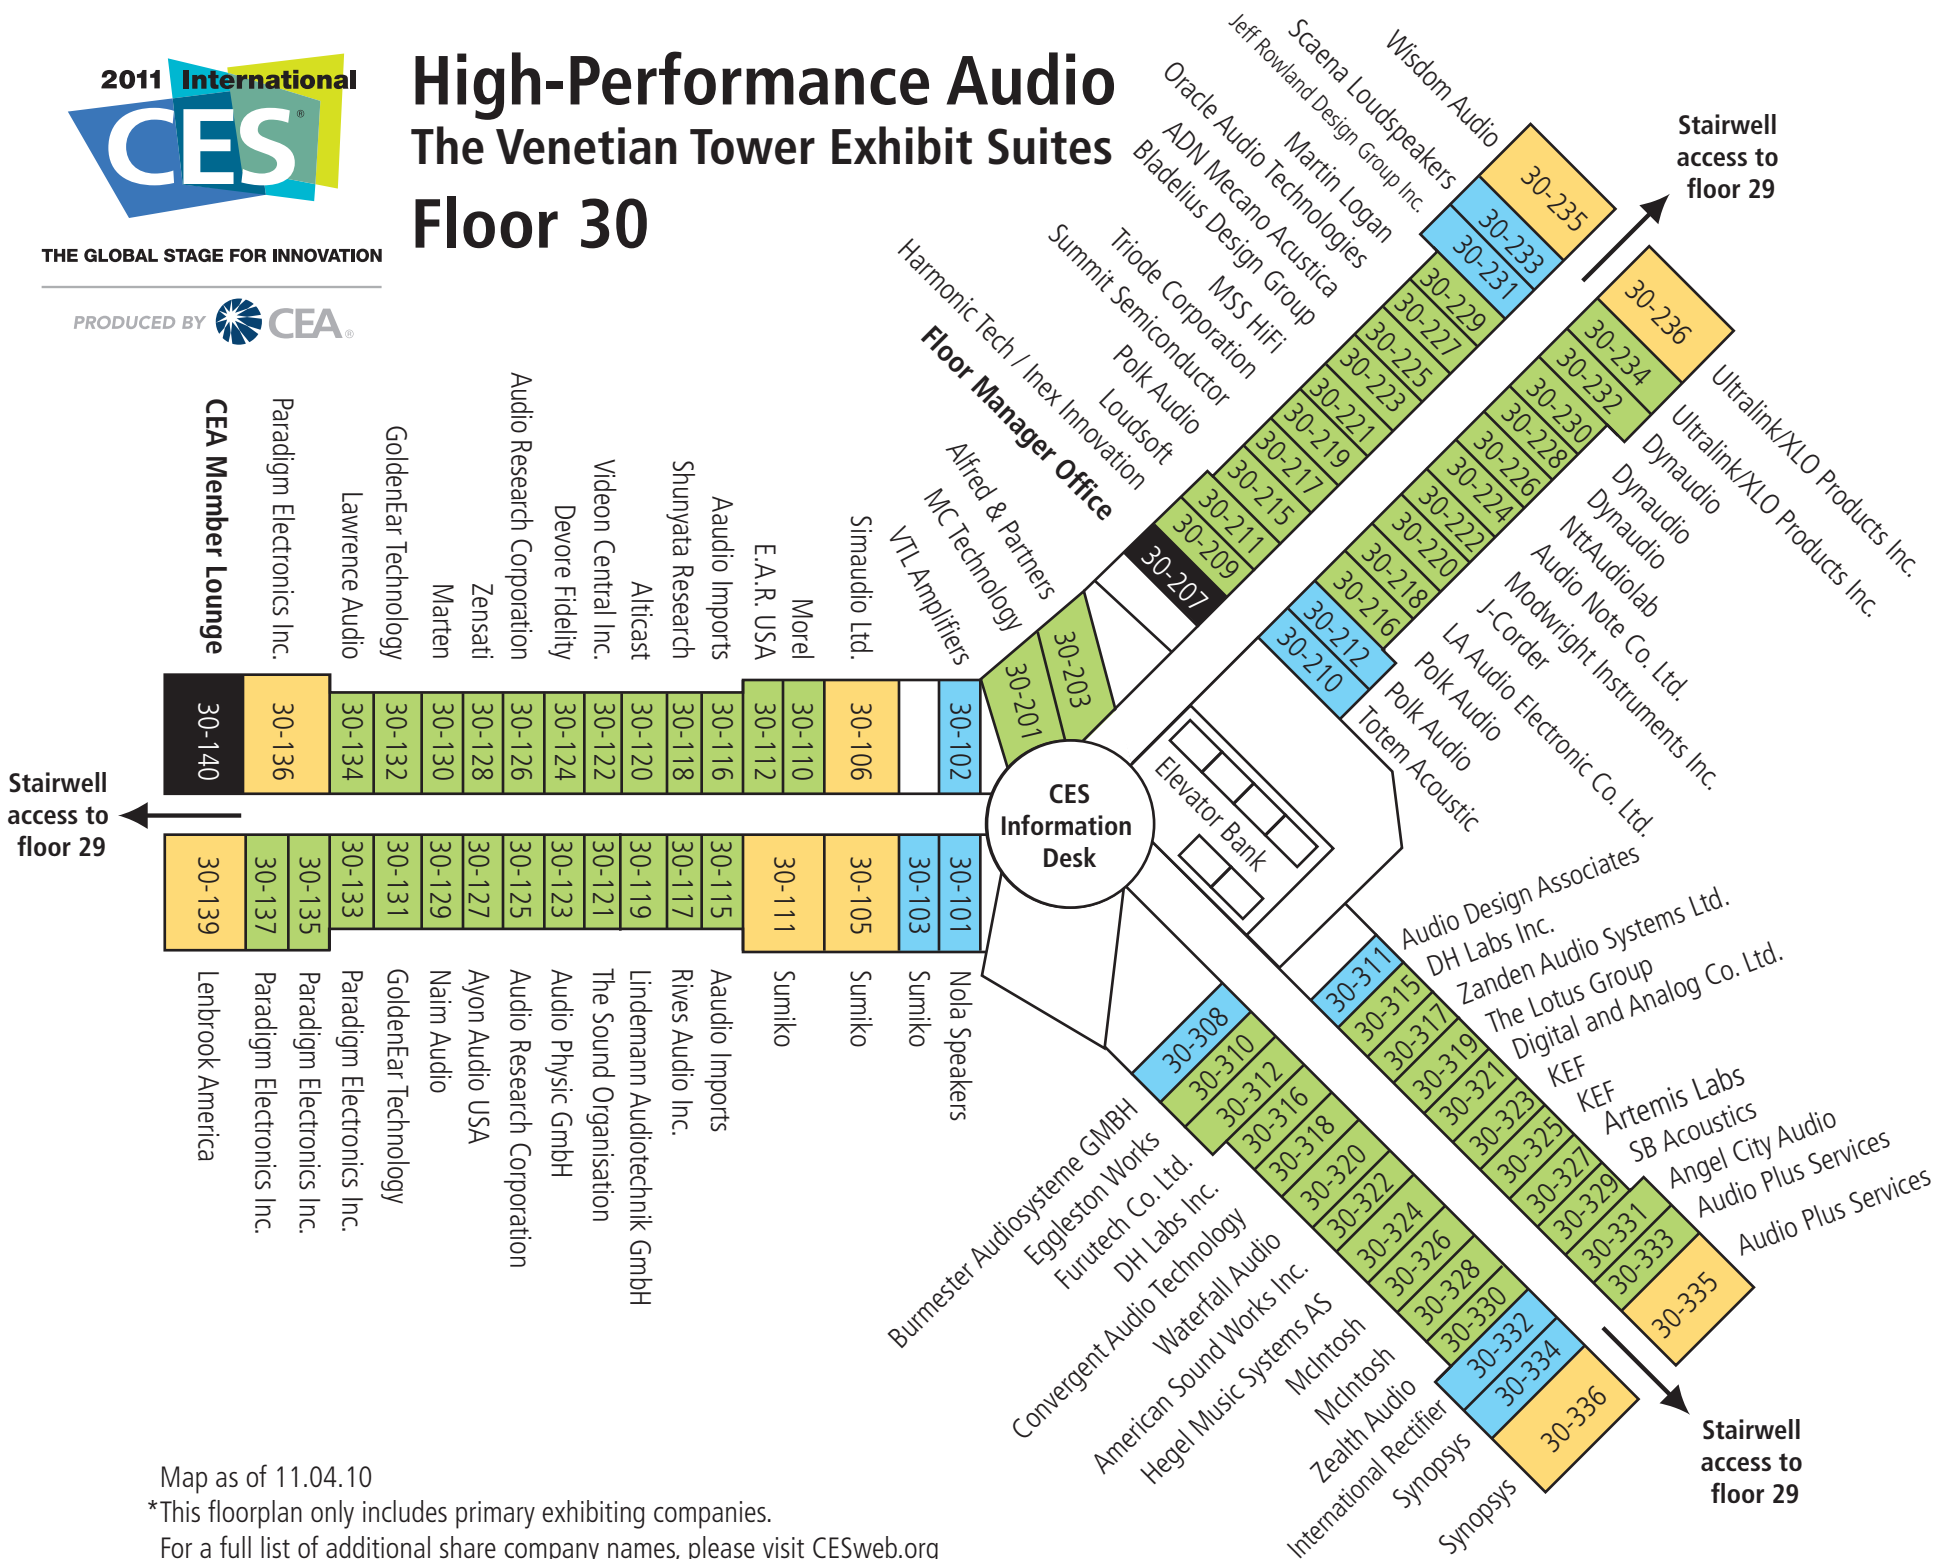 2011 International
CES®
THE GLOBAL STAGE FOR INNOVATION
PRODUCED BY CEA®
High-Performance Audio
The Venetian Tower Exhibit Suites
Floor 30
CEA Member Lounge
Paradigm Electronics Inc.
Lawrence Audio
GoldenEar Technology
Marten
Zensati
Audio Research Corporation
Devore Fidelity
Videon Central Inc.
Alticast
Shunyata Research
Aaudio Imports
E.A.R. USA
Morel
Simaudio Ltd.
VTL Amplifiers
MC Technology
Alfred & Partners
Floor Manager Office
Harmonic Tech / Inex Innovation
Loudsoft
Polk Audio
Summit Semiconductor
Triode Corporation
MSS HiFi
Bladelius Design Group
ADN Mecano Acustica
Oracle Audio Technologies
Martin Logan
Jeff Rowland Design Group Inc.
Scaena Loudspeakers
Wisdom Audio
30-140
30-136
30-134
30-132
30-130
30-128
30-126
30-124
30-122
30-120
30-118
30-116
30-112
30-110
30-106
30-102
30-201
30-203
30-207
30-209
30-211
30-215
30-217
30-219
30-221
30-223
30-225
30-227
30-229
30-231
30-233
30-235
Stairwell
access to
floor 29
30-236
30-234
30-232
30-230
30-228
30-226
30-224
30-222
30-220
30-218
30-216
30-212
30-210
Ultralink/XLO Products Inc.
Ultralink/XLO Products Inc.
Dynaudio
Dynaudio
Dynaudio
NttAudiolab
Audio Note Co. Ltd.
Modwright Instruments Inc.
J-Corder
LA Audio Electronic Co. Ltd.
Polk Audio
Polk Audio
Totem Acoustic
Stairwell
access to
floor 29
CES
Information
Desk
Elevator Bank
30-139
30-137
30-135
30-133
30-131
30-129
30-127
30-125
30-123
30-121
30-119
30-117
30-115
30-111
30-105
30-103
30-101
Lenbrook America
Paradigm Electronics Inc.
Paradigm Electronics Inc.
Paradigm Electronics Inc.
GoldenEar Technology
Naim Audio
Ayon Audio USA
Audio Research Corporation
Audio Physic GmbH
The Sound Organisation
Lindemann Audiotechnik GmbH
Rives Audio Inc.
Aaudio Imports
Sumiko
Sumiko
Sumiko
Nola Speakers
30-311
30-315
30-317
30-319
30-321
30-323
30-325
30-327
30-329
30-331
30-333
30-335
Audio Design Associates
DH Labs Inc.
Zanden Audio Systems Ltd.
The Lotus Group
Digital and Analog Co. Ltd.
KEF
KEF
Artemis Labs
SB Acoustics
Angel City Audio
Audio Plus Services
Audio Plus Services
30-308
30-310
30-312
30-316
30-318
30-320
30-322
30-324
30-326
30-328
30-330
30-332
30-334
30-336
Burmester Audiosysteme GMBH
Eggleston Works
Furutech Co. Ltd.
DH Labs Inc.
Convergent Audio Technology
Waterfall Audio
American Sound Works Inc.
Hegel Music Systems AS
McIntosh
McIntosh
Zealth Audio
International Rectifier
Synopsys
Synopsys
Stairwell
access to
floor 29
Map as of 11.04.10
*This floorplan only includes primary exhibiting companies.
For a full list of additional share company names, please visit CESweb.org